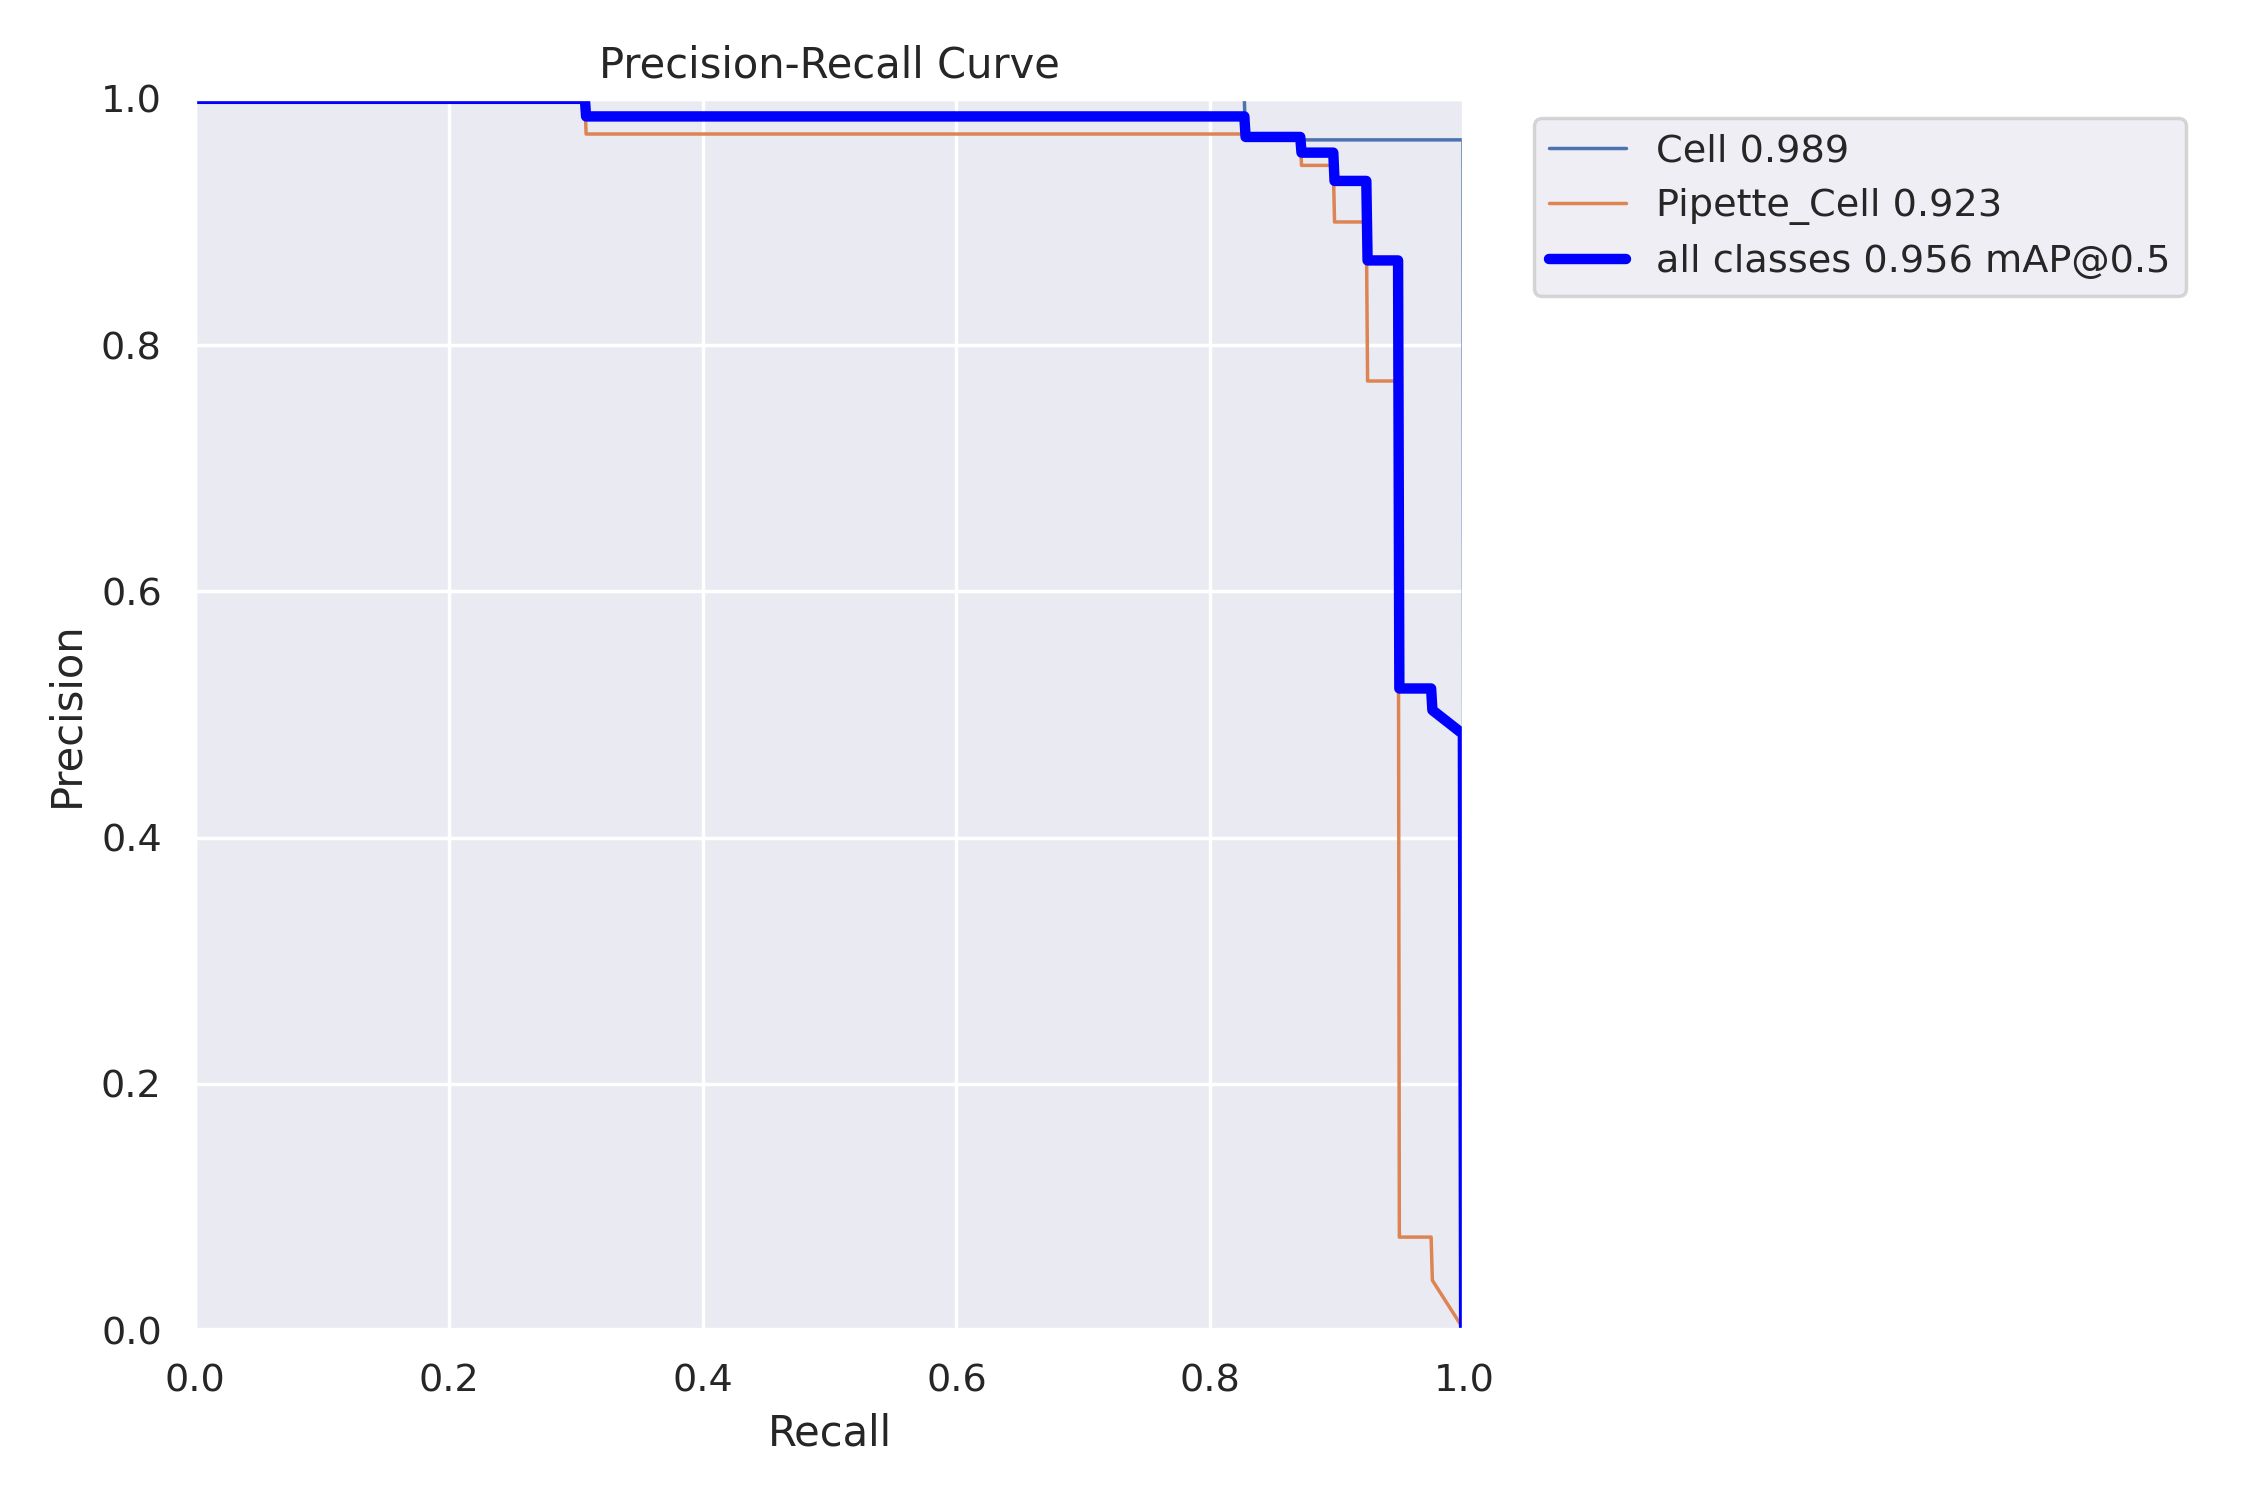 Precision-Recall Curve
1.0
0.8
0.6
0.4
0.2
0.0
Precision
0.0 0.2 0.4 0.6 0.8 1.0
Recall
Cell 0.989
Pipette_Cell 0.923
all classes 0.956 mAP@0.5